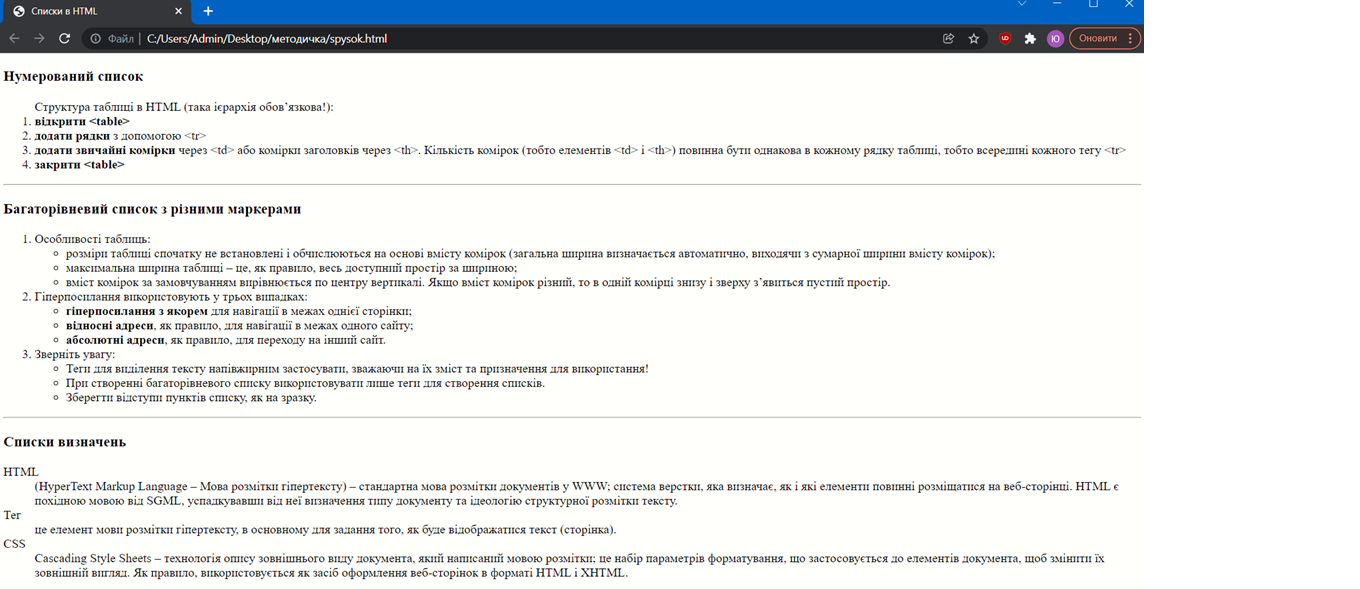 Списки в HTML
Файл | C:/Users/Admin/Desktop/методичка/spysok.html
Ю
Оновити
Нумерований список
Структура таблиці в HTML (така ієрархія обов’язкова!):
1. відкрити <table>
2. додати рядки з допомогою <tr>
3. додати звичайні комірки через <td> або комірки заголовків через <th>. Кількість комірок (тобто елементів <td> і <th>) повинна бути однакова в кожному рядку таблиці, тобто всередині кожного тегу <tr>
4. закрити <table>
Багаторівневий список з різними маркерами
1. Особливості таблиць:
розміри таблиці спочатку не встановлені і обчислюються на основі вмісту комірок (загальна ширина визначається автоматично, виходячи з сумарної ширини вмісту комірок);
максимальна ширина таблиці – це, як правило, весь доступний простір за шириною;
вміст комірок за замовчуванням вирівнюється по центру вертикалі. Якщо вміст комірок різний, то в одній комірці знизу і зверху з’явиться пустий простір.
2. Гіперпосилання використовують у трьох випадках:
гіперпосилання з якорем для навігації в межах однієї сторінки;
відносні адреси, як правило, для навігації в межах одного сайту;
абсолютні адреси, як правило, для переходу на інший сайт.
3. Зверніть увагу:
Теги для виділення тексту напівжирним застосувати, зважаючи на їх зміст та призначення для використання!
При створенні багаторівневого списку використовувати лише теги для створення списків.
Зберегти відступи пунктів списку, як на зразку.
Списки визначень
HTML
(HyperText Markup Language – Мова розмітки гіпертексту) – стандартна мова розмітки документів у WWW; система верстки, яка визначає, як і які елементи повинні розміщатися на веб-сторінці. HTML є
похідною мовою від SGML, успадкувавши від неї визначення типу документу та ідеологію структурної розмітки тексту.
Тег
це елемент мови розмітки гіпертексту, в основному для задання того, як буде відображатися текст (сторінка).
CSS
Cascading Style Sheets – технологія опису зовнішнього виду документа, який написаний мовою розмітки; це набір параметрів форматування, що застосовується до елементів документа, щоб змінити їх
зовнішній вигляд. Як правило, використовується як засіб оформлення веб-сторінок в форматі HTML і XHTML.